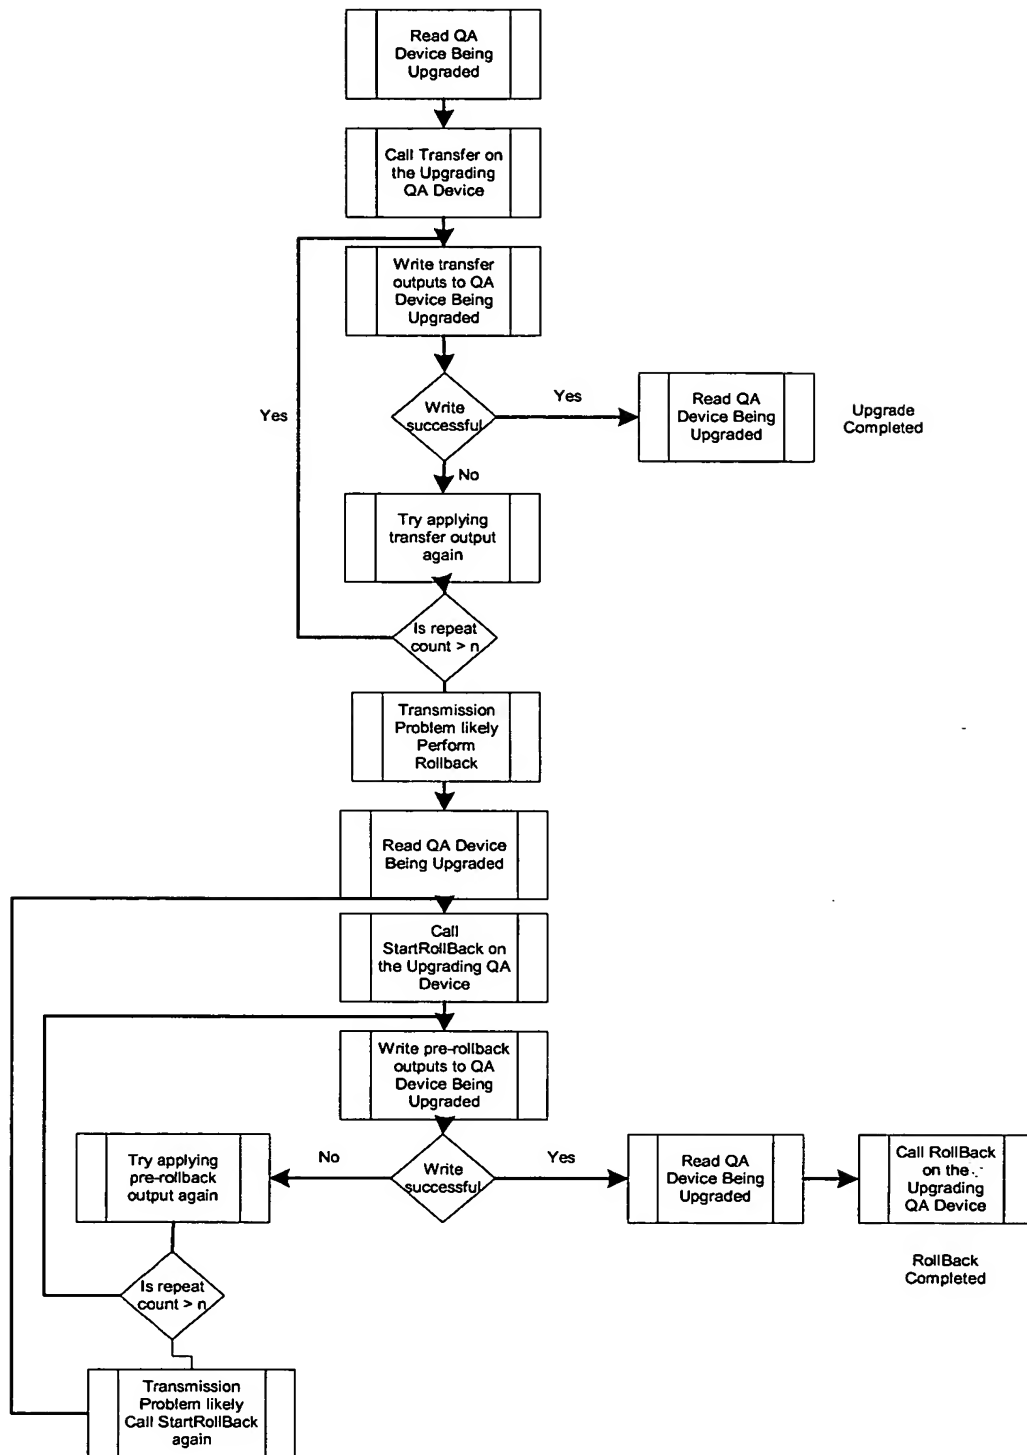 Read QA
Device Being
Upgraded
Call Transfer on
the Upgrading
QA Device
Write transfer
outputs to QA
Device Being
Upgraded
Yes
Write
successful
Yes
Read QA
Device Being
Upgraded
Upgrade
Completed
No
Try applying
transfer output
again
Is repeat
count > n
Transmission
Problem likely
Perform
Rollback
Read QA Device
Being Upgraded
Call
StartRollBack on
the Upgrading QA
Device
Write pre-rollback
outputs to QA
Device Being
Upgraded
Try applying
pre-rollback
output again
No
Write
successful
Yes
Read QA
Device Being
Upgraded
Call RollBack
on the
Upgrading
QA Device
RollBack
Completed
Is repeat
count > n
Transmission
Problem likely
Call StartRollBack
again